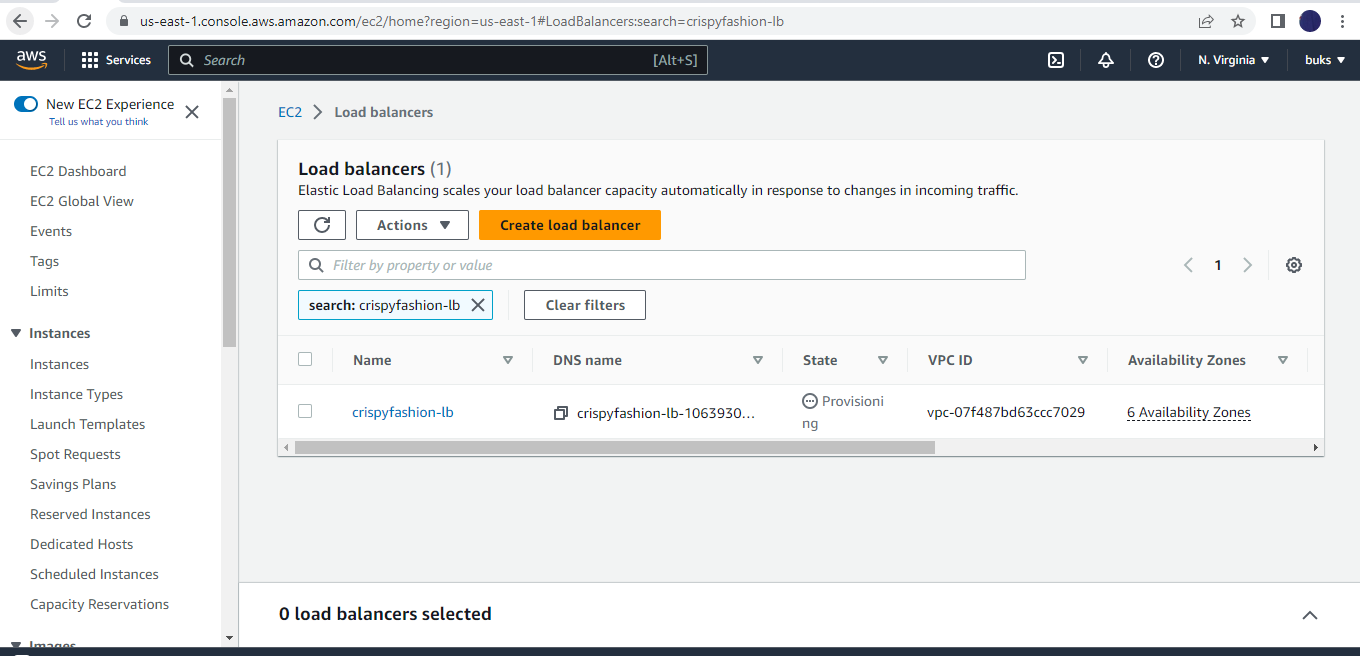 us-east-1.console.aws.amazon.com/ec2/home?region=us-east-1#LoadBalancers:search=crispyfashion-lb
aws
Services
Search
[Alt+S]
N. Virginia
buks
New EC2 Experience
Tell us what you think
EC2 Dashboard
EC2 Global View
Events
Tags
Limits
Instances
Instances
Instance Types
Launch Templates
Spot Requests
Savings Plans
Reserved Instances
Dedicated Hosts
Scheduled Instances
Capacity Reservations
Images
EC2 Load balancers
Load balancers (1)
Elastic Load Balancing scales your load balancer capacity automatically in response to changes in incoming traffic.
Actions
Create load balancer
Filter by property or value
1
search: crispyfashion-lb
Clear filters
Name DNS name State VPC ID Availability Zones
crispyfashion-lb crispyfashion-lb-1063930... Provisioni vpc-07f487bd63ccc7029 6 Availability Zones
ng
0 load balancers selected